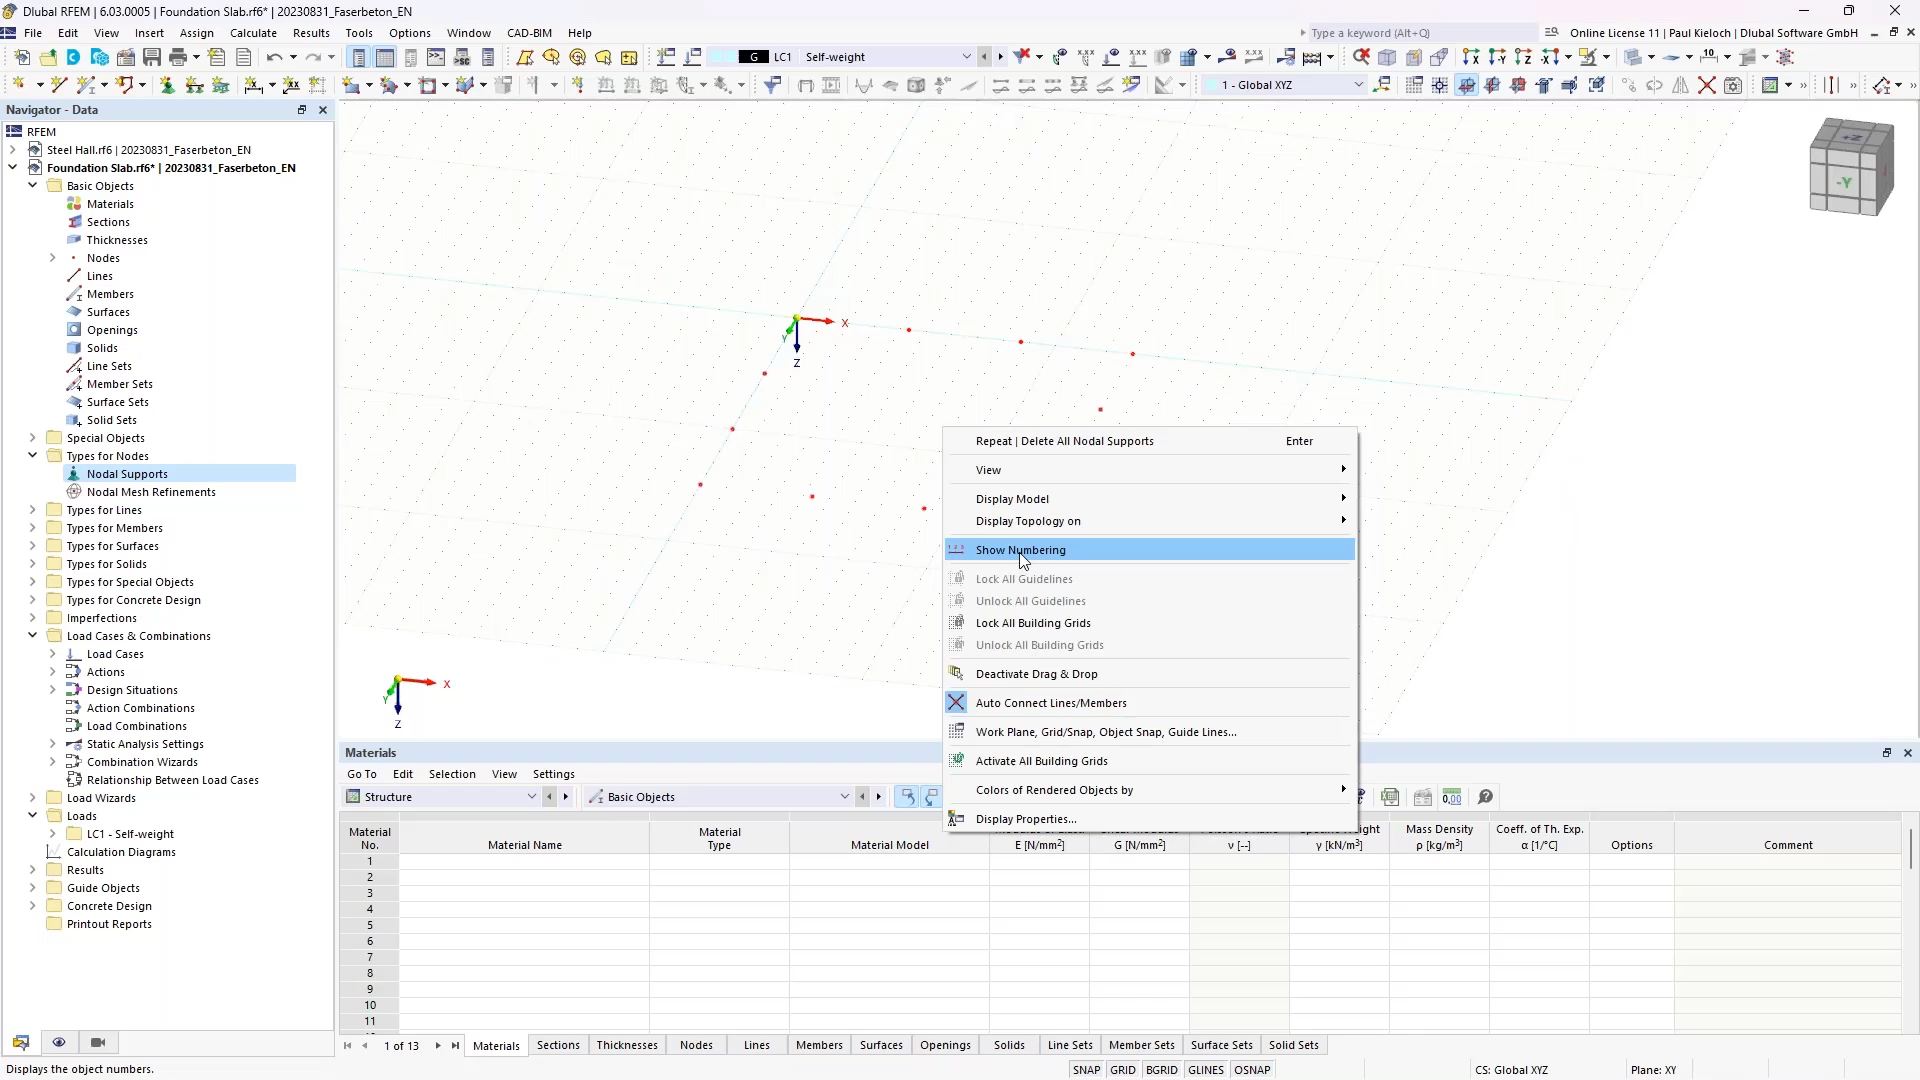 Dlubal RFEM | 6.03.0005 | Foundation Slab.rf6* | 20230831_Faserbeton_EN
File Edit View Insert Assign Calculate Results Tools Options Window CAD-BIM Help
Type a keyword (Alt+Q)
Online License 11 | Paul Kieloch | Dlubal Software GmbH
G LC1 Self-weight
1 - Global XYZ
Navigator - Data
RFEM
Steel Hall.rf6 | 20230831_Faserbeton_EN
Foundation Slab.rf6* | 20230831_Faserbeton_EN
Basic Objects
Materials
Sections
Thicknesses
Nodes
Lines
Members
Surfaces
Openings
Solids
Line Sets
Member Sets
Surface Sets
Solid Sets
Special Objects
Types for Nodes
Nodal Supports
Nodal Mesh Refinements
Types for Lines
Types for Members
Types for Surfaces
Types for Solids
Types for Special Objects
Types for Concrete Design
Imperfections
Load Cases & Combinations
Load Cases
Actions
Design Situations
Action Combinations
Load Combinations
Static Analysis Settings
Combination Wizards
Relationship Between Load Cases
Load Wizards
Loads
LC1 - Self-weight
Calculation Diagrams
Results
Guide Objects
Concrete Design
Printout Reports
+Z
-Y
X
Y
Z
X
Y
Z
Repeat | Delete All Nodal Supports Enter
View
Display Model
Display Topology on
Show Numbering
Lock All Guidelines
Unlock All Guidelines
Lock All Building Grids
Unlock All Building Grids
Deactivate Drag & Drop
Auto Connect Lines/Members
Work Plane, Grid/Snap, Object Snap, Guide Lines...
Activate All Building Grids
Colors of Rendered Objects by
Display Properties...
Materials
Go To Edit Selection View Settings
Structure
Basic Objects
Material No.
Material Name
Material Type
Material Model
E [N/mm²]
G [N/mm²]
ν [--]
γ [kN/m³]
Mass Density ρ [kg/m³]
Coeff. of Th. Exp. α [1/°C]
Options
Comment
1
2
3
4
5
6
7
8
9
10
11
1 of 13
Materials Sections Thicknesses Nodes Lines Members Surfaces Openings Solids Line Sets Member Sets Surface Sets Solid Sets
Displays the object numbers.
SNAP GRID BGRID GLINES OSNAP
CS: Global XYZ
Plane: XY